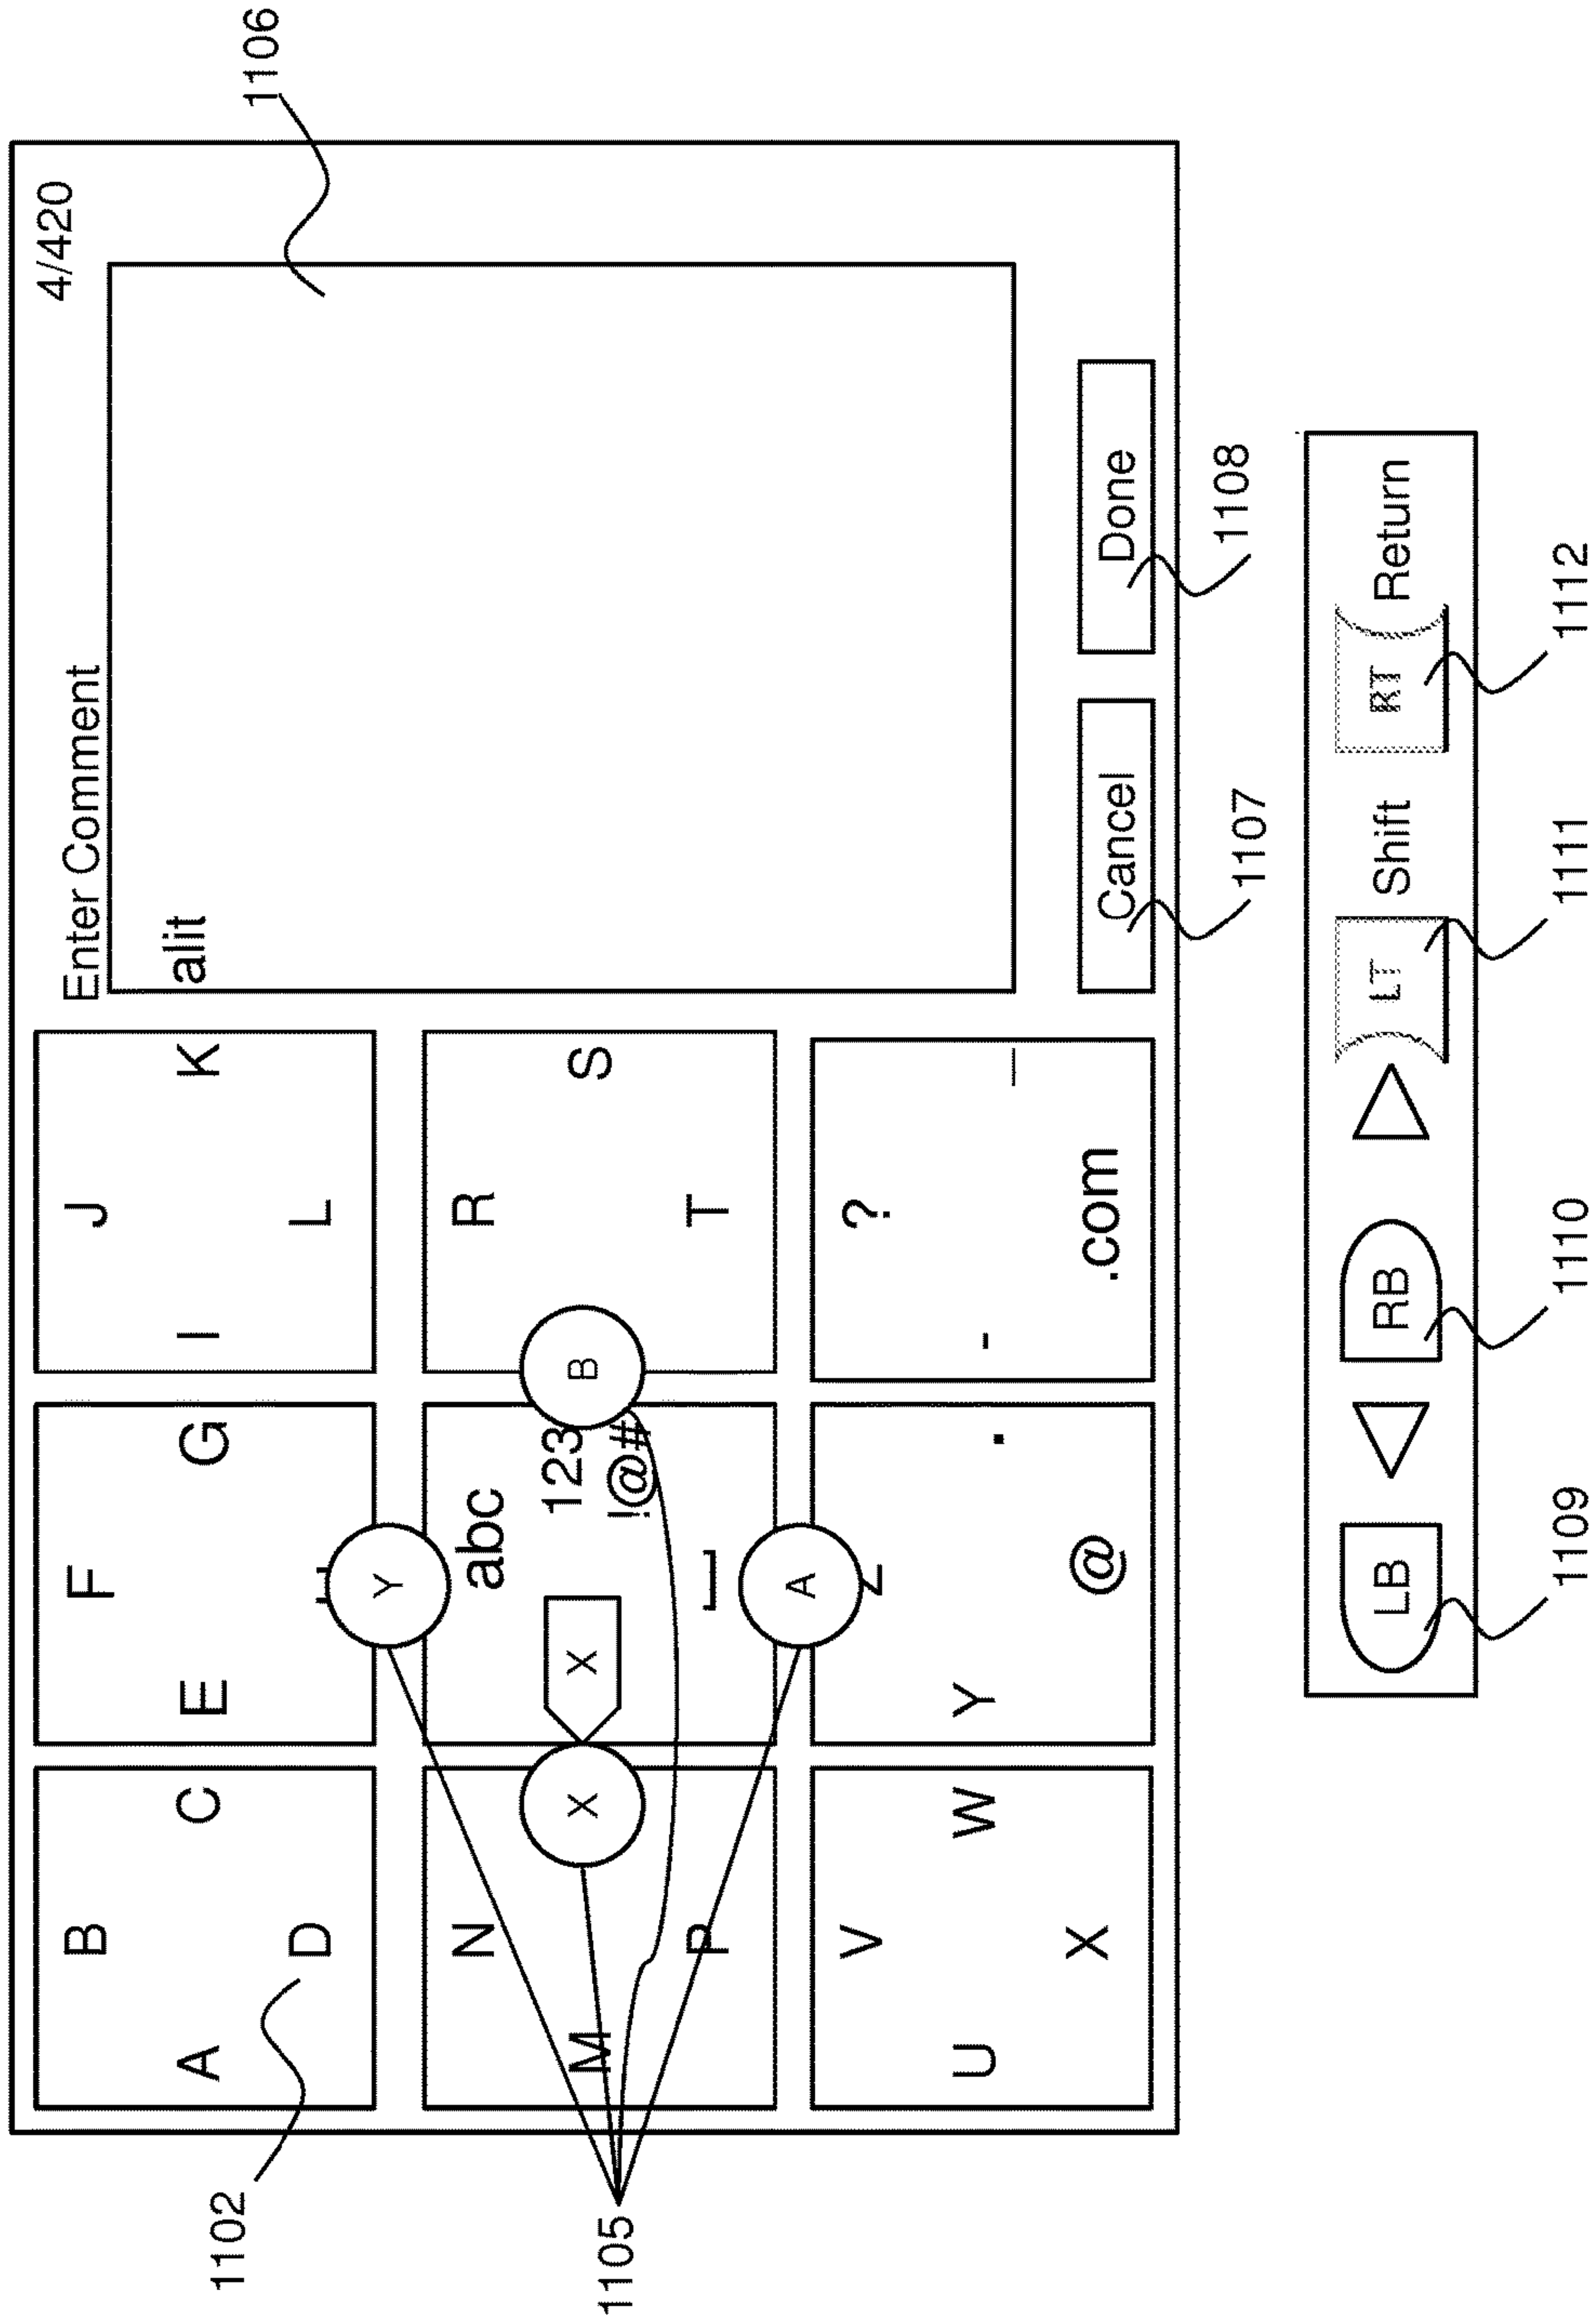 1106
4/420
Enter Comment
B F J
A C E G I K
D L
alit
Y
N abc R
M X X 123 B S
!@#
P T
A
V ?
U W Y . - _
X @ .com
Cancel Done
1102
1105
1107 1108
LB RB LT Shift RT Return
1109 1110 1111 1112